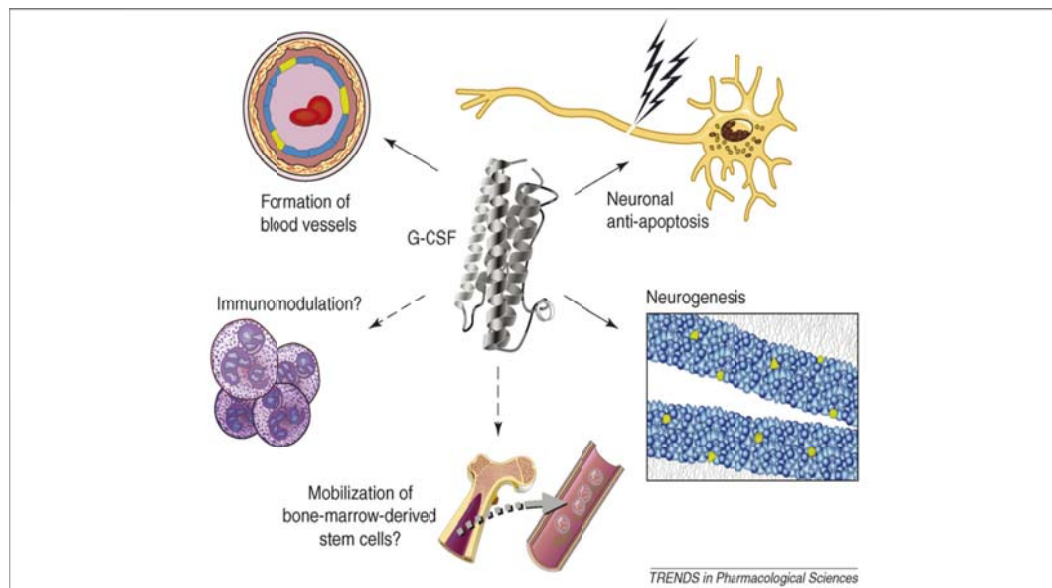 Formation of
blood vessels
Neuronal
anti-apoptosis
G-CSF
Immunomodulation?
Neurogenesis
Mobilization of
bone-marrow-derived
stem cells?
TRENDS in Pharmacological Sciences